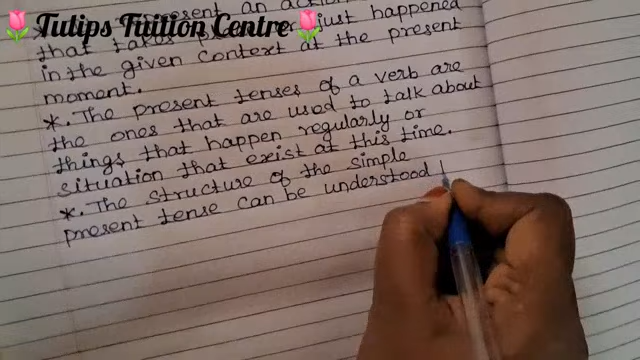 🌷Tulips Tuition Centre🌷
present an
that takes just happened
in the given context at the present
moment.
*. The present tenses of a verb are
the ones that are used to talk about
things that happen regularly or
situation that exist at this time.
*. The structure of the simple
present tense can be understood